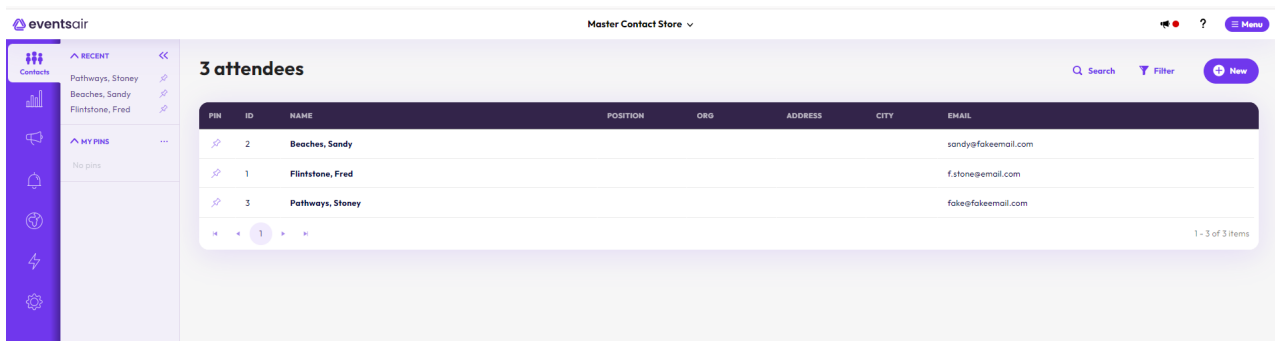 eventsair
Master Contact Store
?
Menu
Contacts
RECENT
Pathways, Stoney
Beaches, Sandy
Flintstone, Fred
MY PINS
...
No pins
3 attendees
Search
Filter
New
PIN ID NAME POSITION ORG ADDRESS CITY EMAIL
2 Beaches, Sandy sandy@fakeemail.com
1 Flintstone, Fred f.stone@email.com
3 Pathways, Stoney fake@fakeemail.com
1
1 - 3 of 3 items